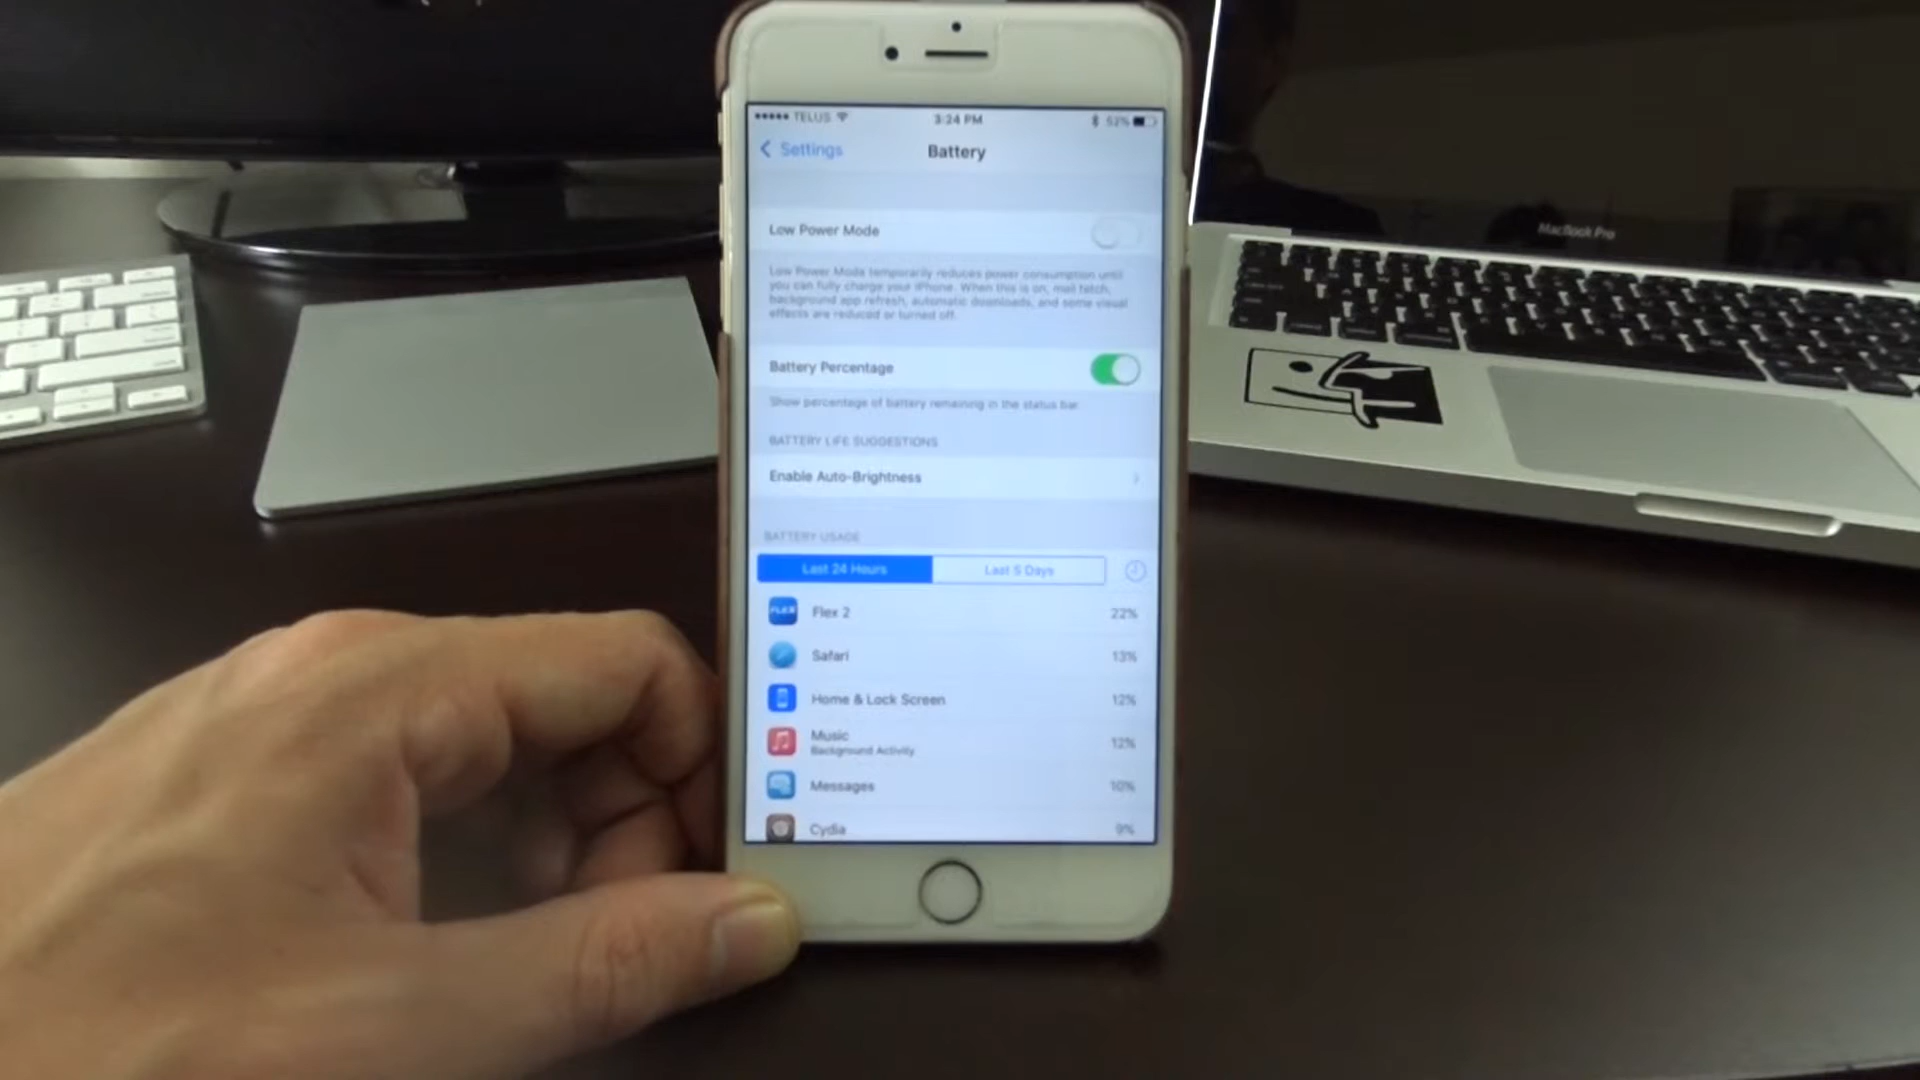 TELUS 3:24 PM 52%
Settings Battery
Low Power Mode
Low Power Mode temporarily reduces power consumption until
you can fully charge your iPhone. When this is on, mail fetch,
background app refresh, automatic downloads, and some visual
effects are reduced or turned off.
Battery Percentage
Show percentage of battery remaining in the status bar.
BATTERY LIFE SUGGESTIONS
Enable Auto-Brightness
BATTERY USAGE
Last 24 Hours Last 5 Days
FLEX Flex 2 22%
Safari 13%
Home & Lock Screen 12%
Music 12%
Background Activity
Messages 10%
Cydia 9%
MacBook Pro